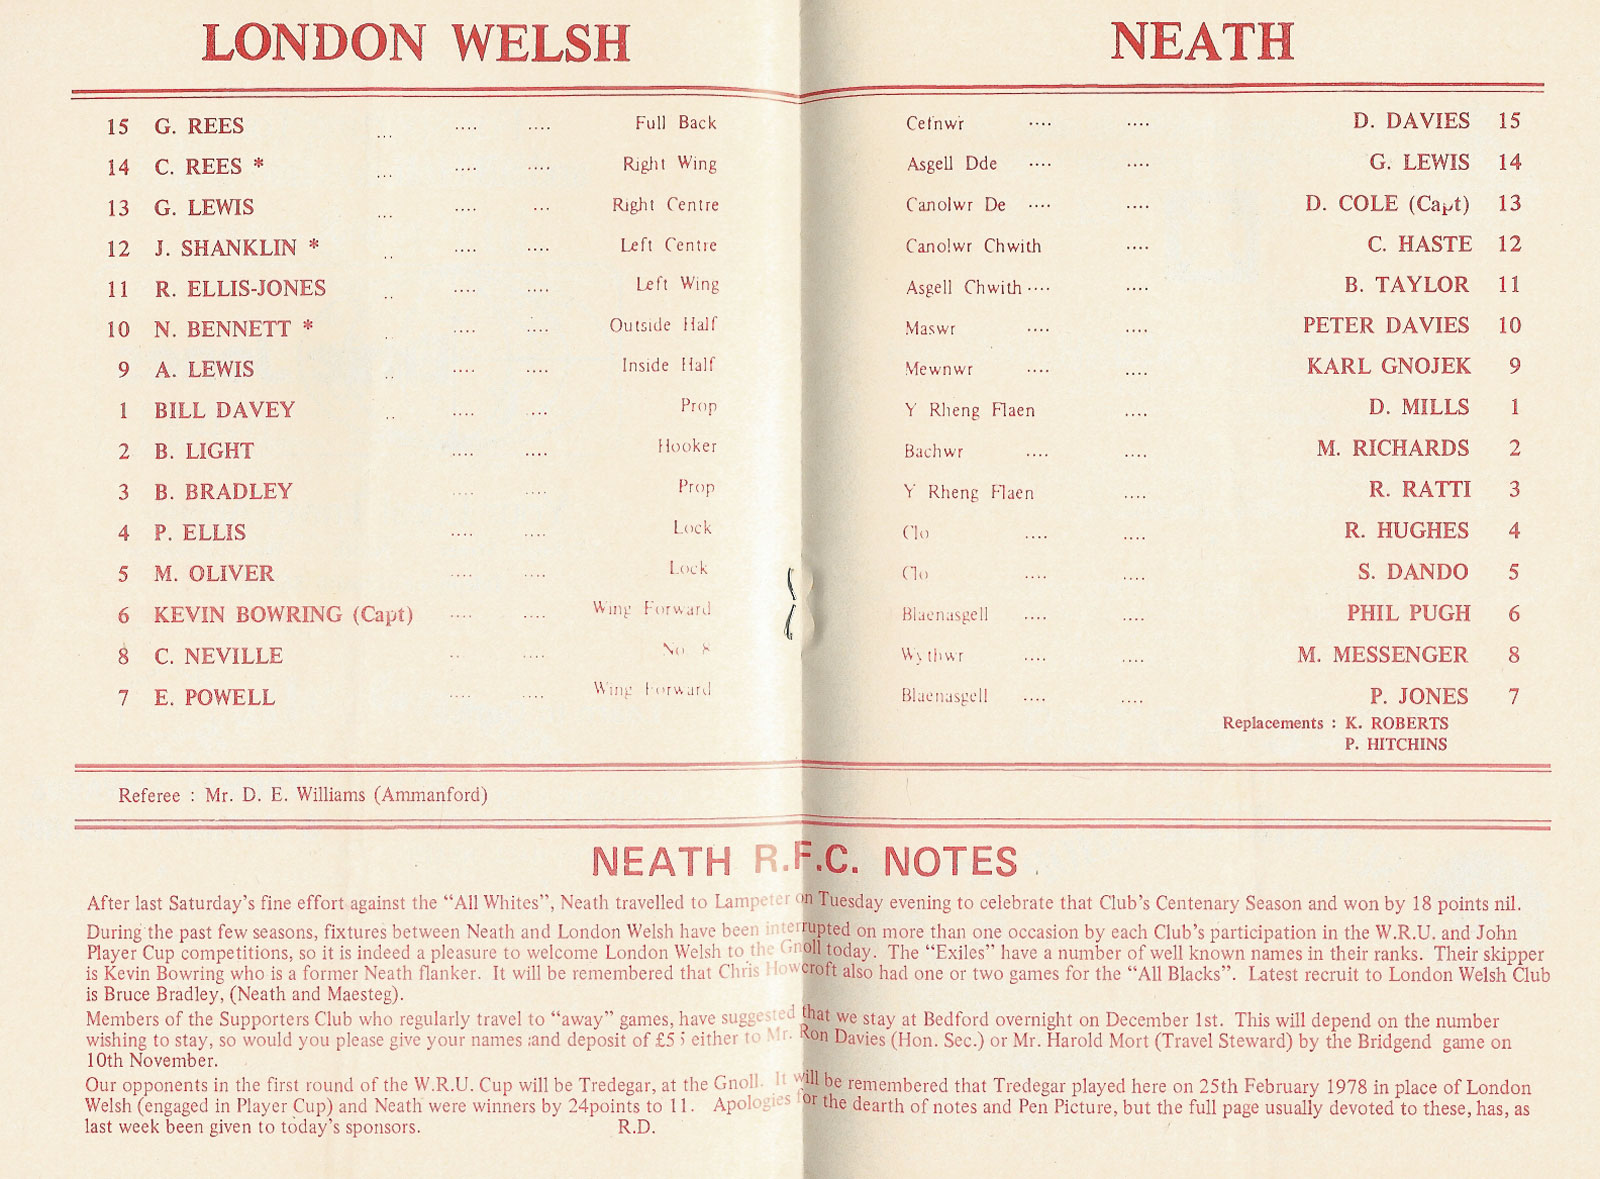 LONDON WELSH
15 G. REES ... .... .... Full Back
14 C. REES * ... .... .... Right Wing
13 G. LEWIS ... .... ... Right Centre
12 J. SHANKLIN * .. .... .... Left Centre
11 R. ELLIS-JONES .. .... .... Left Wing
10 N. BENNETT * .. .... .... Outside Half
9 A. LEWIS .. .... .... Inside Half
1 BILL DAVEY .. .... .... Prop
2 B. LIGHT .... .... Hooker
3 B. BRADLEY .... .... Prop
4 P. ELLIS .... .... Lock
5 M. OLIVER .... .... Lock
6 KEVIN BOWRING (Capt) .... .... Wing Forward
8 C. NEVILLE .. .... No. 8
7 E. POWELL .... .... Wing Forward
NEATH
Cefnwr .... .... D. DAVIES 15
Asgell Dde .... .... G. LEWIS 14
Canolwr De .... .... D. COLE (Capt) 13
Canolwr Chwith .... C. HASTE 12
Asgell Chwith .... .... B. TAYLOR 11
Maswr .... .... PETER DAVIES 10
Mewnwr .... .... KARL GNOJEK 9
Y Rheng Flaen .... D. MILLS 1
Bachwr .... .... M. RICHARDS 2
Y Rheng Flaen .... R. RATTI 3
Clo .... .... R. HUGHES 4
Clo .... .... S. DANDO 5
Blaenasgell .... .... PHIL PUGH 6
Wythwr .... .... M. MESSENGER 8
Blaenasgell .... .... P. JONES 7
Replacements : K. ROBERTS
P. HITCHINS
Referee : Mr. D. E. Williams (Ammanford)
NEATH R.F.C. NOTES
After last Saturday's fine effort against the "All Whites", Neath travelled to Lampeter on Tuesday evening to celebrate that Club's Centenary Season and won by 18 points nil.
During the past few seasons, fixtures between Neath and London Welsh have been interrupted on more than one occasion by each Club's participation in the W.R.U. and John
Player Cup competitions, so it is indeed a pleasure to welcome London Welsh to the Gnoll today. The "Exiles" have a number of well known names in their ranks. Their skipper
is Kevin Bowring who is a former Neath flanker. It will be remembered that Chris Howcroft also had one or two games for the "All Blacks". Latest recruit to London Welsh Club
is Bruce Bradley, (Neath and Maesteg).
Members of the Supporters Club who regularly travel to "away" games, have suggested that we stay at Bedford overnight on December 1st. This will depend on the number
wishing to stay, so would you please give your names :and deposit of £5 ; either to Mr. Ron Davies (Hon. Sec.) or Mr. Harold Mort (Travel Steward) by the Bridgend game on
10th November.
Our opponents in the first round of the W.R.U. Cup will be Tredegar, at the Gnoll. It will be remembered that Tredegar played here on 25th February 1978 in place of London
Welsh (engaged in Player Cup) and Neath were winners by 24points to 11. Apologies for the dearth of notes and Pen Picture, but the full page usually devoted to these, has, as
last week been given to today's sponsors. R.D.